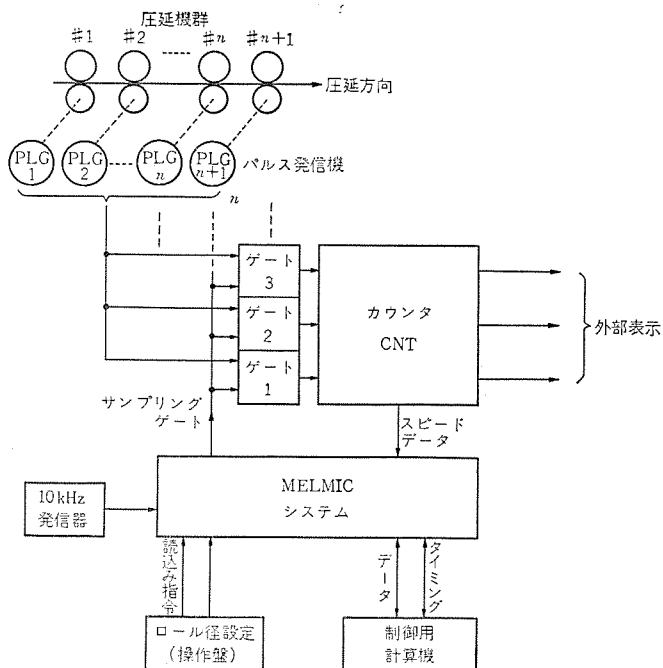 圧延機群
#1
#2
#n
#n+1
圧延方向
PLG
1
PLG
2
PLG
n
PLG
n+1
パルス発信機
n
ゲート
3
ゲート
2
ゲート
1
カウンタ
CNT
外部表示
サンプリング
ゲート
スピード
データ
MELMIC
システム
10kHz
発信器
読込み指令
データ
タイミング
ロール径設定
(操作盤)
制御用
計算機